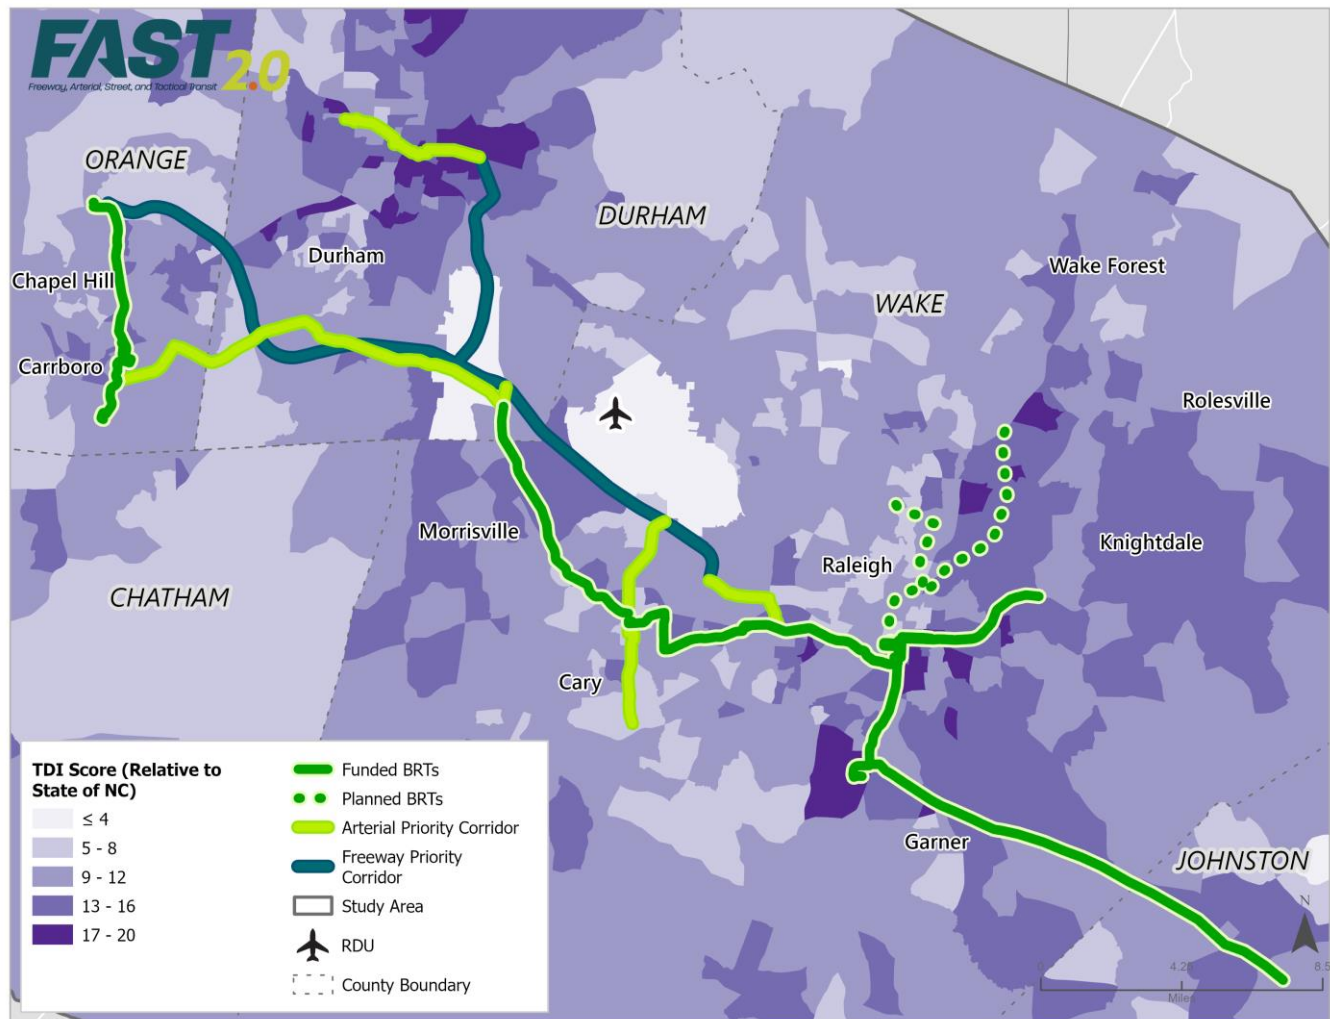 FAST 2.0
Freeway, Arterial, Street, and Tactical Transit
ORANGE
DURHAM
Durham
Wake Forest
Chapel Hill
WAKE
Carrboro
Rolesville
Morrisville
Knightdale
Raleigh
CHATHAM
Cary
Garner
JOHNSTON
TDI Score (Relative to
State of NC)
≤ 4
5 - 8
9 - 12
13 - 16
17 - 20
Funded BRTs
Planned BRTs
Arterial Priority Corridor
Freeway Priority
Corridor
Study Area
RDU
County Boundary
N
0 4.25 8.5
Miles